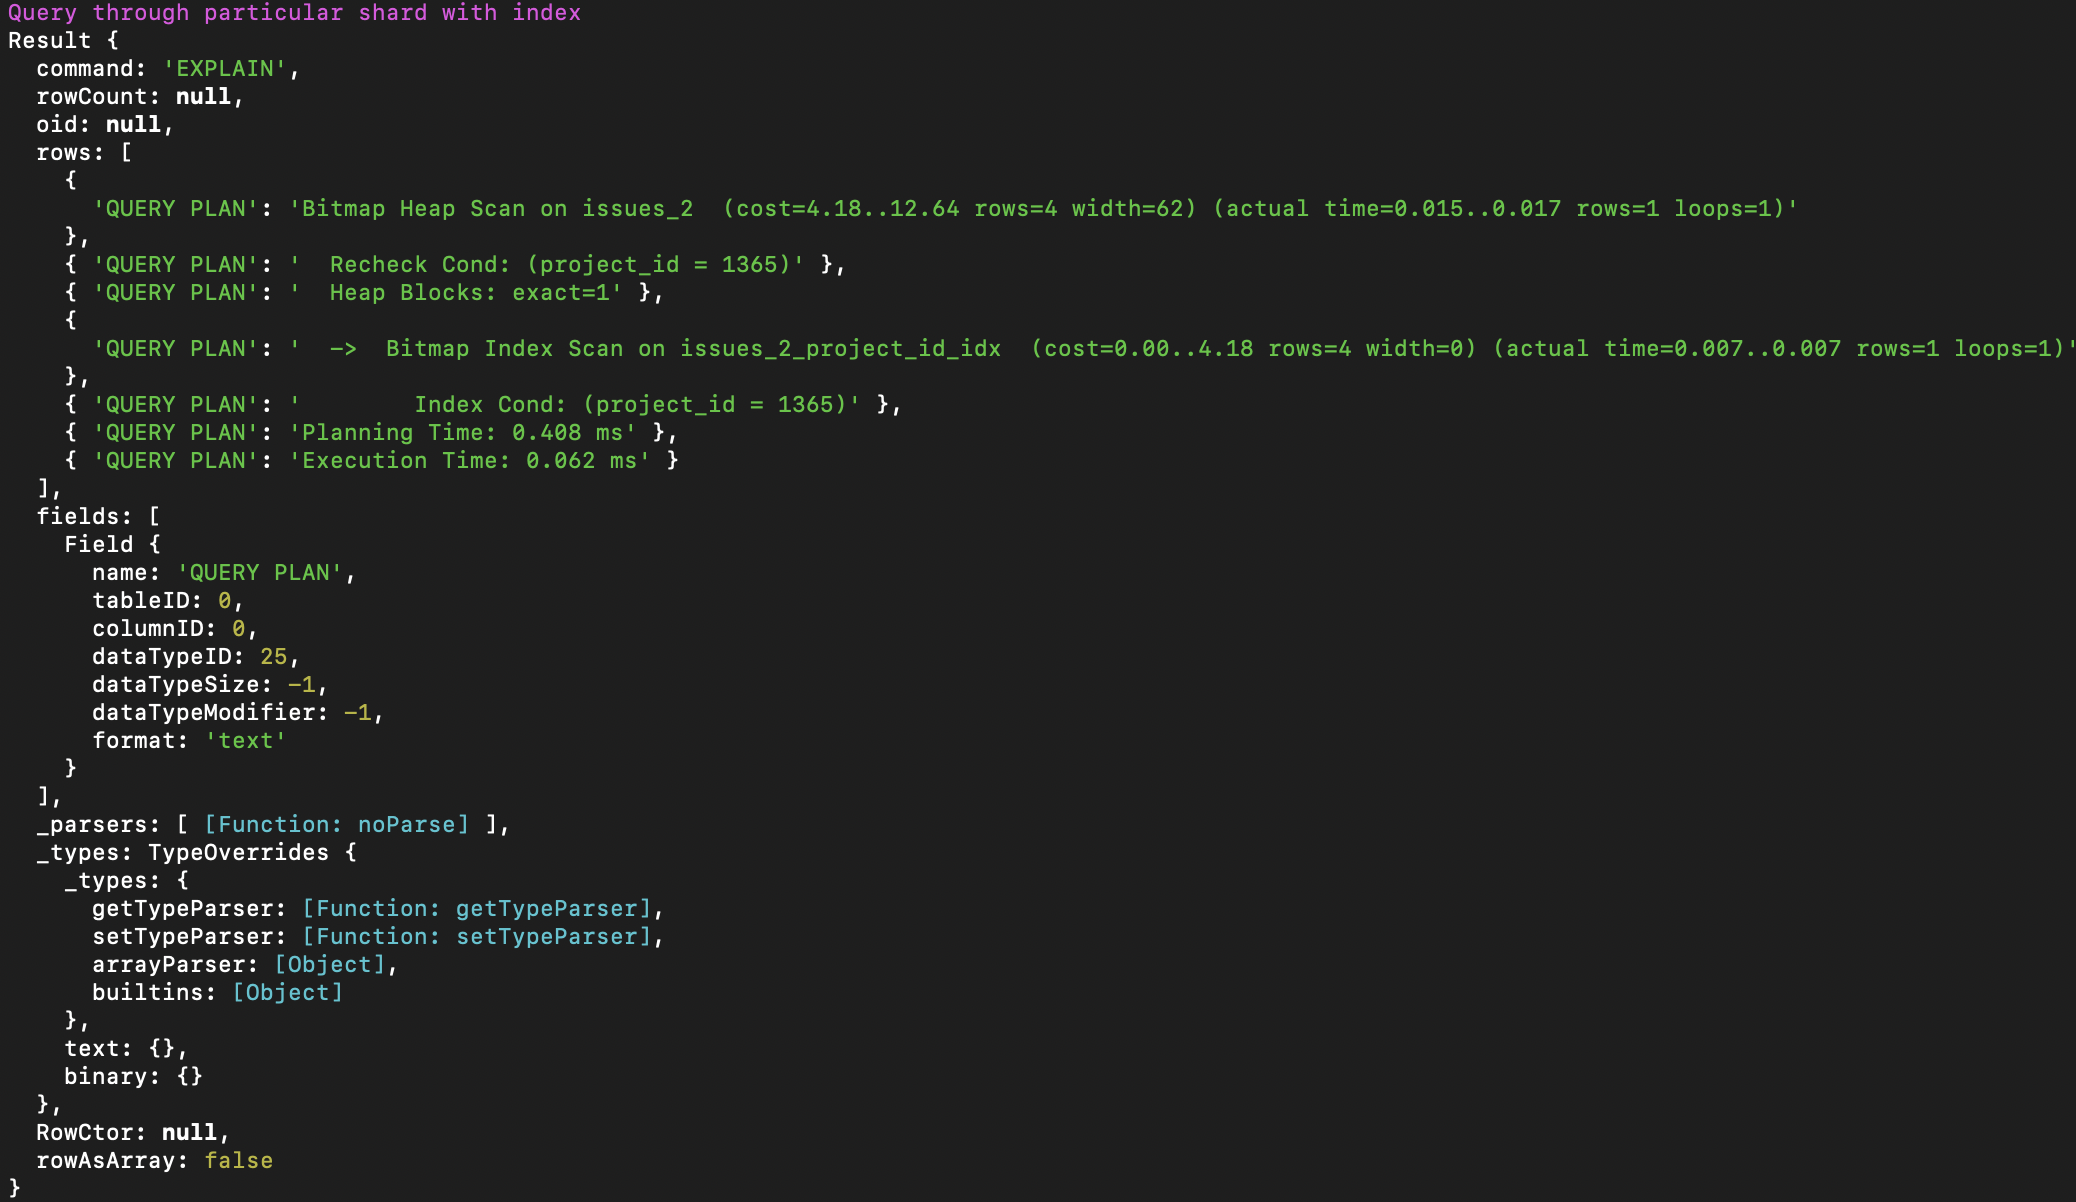 Query through particular shard with index
Result {
  command: 'EXPLAIN',
  rowCount: null,
  oid: null,
  rows: [
    {
      'QUERY PLAN': 'Bitmap Heap Scan on issues_2  (cost=4.18..12.64 rows=4 width=62) (actual time=0.015..0.017 rows=1 loops=1)'
    },
    { 'QUERY PLAN': '  Recheck Cond: (project_id = 1365)' },
    { 'QUERY PLAN': '  Heap Blocks: exact=1' },
    {
      'QUERY PLAN': '  ->  Bitmap Index Scan on issues_2_project_id_idx  (cost=0.00..4.18 rows=4 width=0) (actual time=0.007..0.007 rows=1 loops=1)'
    },
    { 'QUERY PLAN': '        Index Cond: (project_id = 1365)' },
    { 'QUERY PLAN': 'Planning Time: 0.408 ms' },
    { 'QUERY PLAN': 'Execution Time: 0.062 ms' }
  ],
  fields: [
    Field {
      name: 'QUERY PLAN',
      tableID: 0,
      columnID: 0,
      dataTypeID: 25,
      dataTypeSize: -1,
      dataTypeModifier: -1,
      format: 'text'
    }
  ],
  _parsers: [ [Function: noParse] ],
  _types: TypeOverrides {
    _types: {
      getTypeParser: [Function: getTypeParser],
      setTypeParser: [Function: setTypeParser],
      arrayParser: [Object],
      builtins: [Object]
    },
    text: {},
    binary: {}
  },
  RowCtor: null,
  rowAsArray: false
}